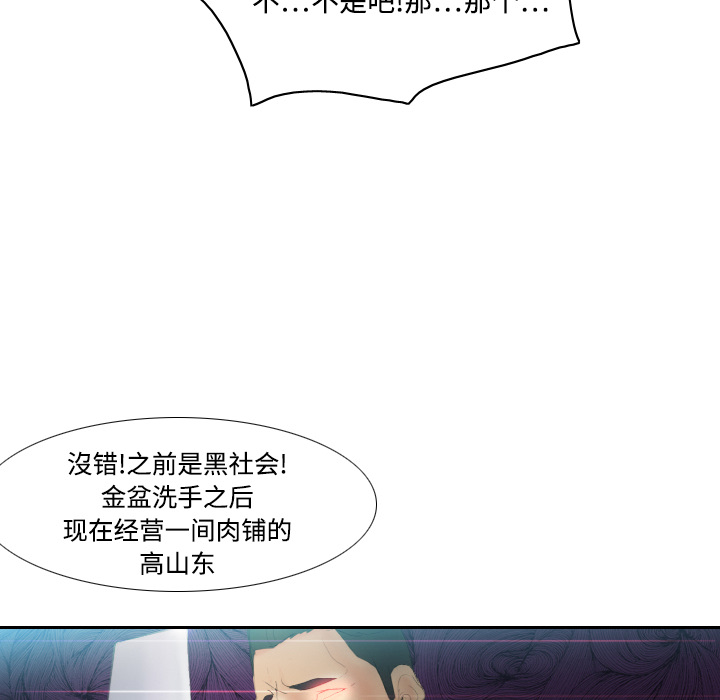 不...不是吧!那...那个...
沒错!之前是黑社会!
金盆洗手之后
现在经营一间肉铺的
高山东